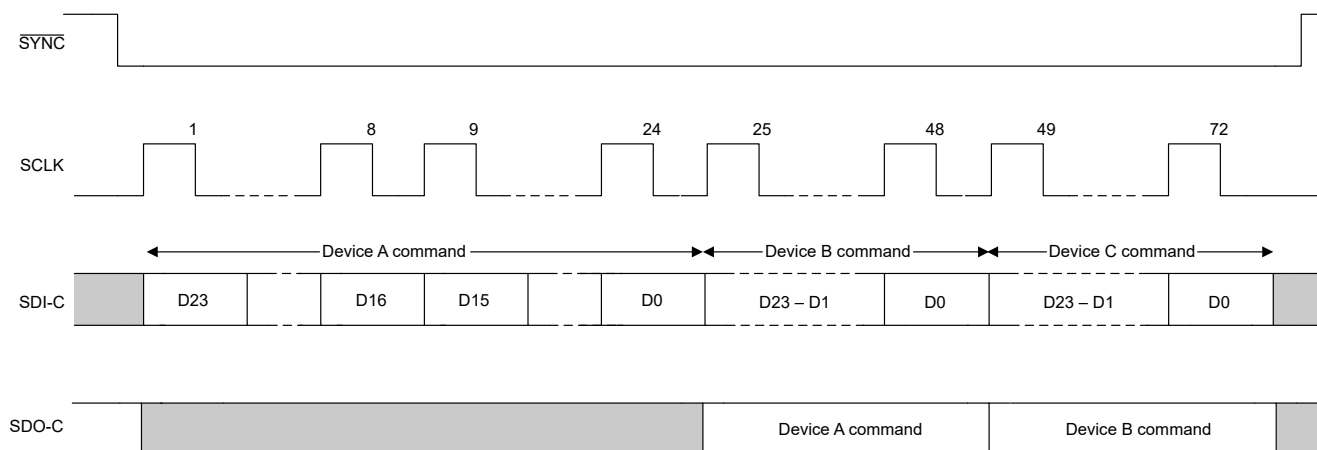 SYNC
1 8 9 24 25 48 49 72
SCLK
Device A command Device B command Device C command
SDI-C D23 D16 D15 D0 D23 – D1 D0 D23 – D1 D0
SDO-C Device A command Device B command